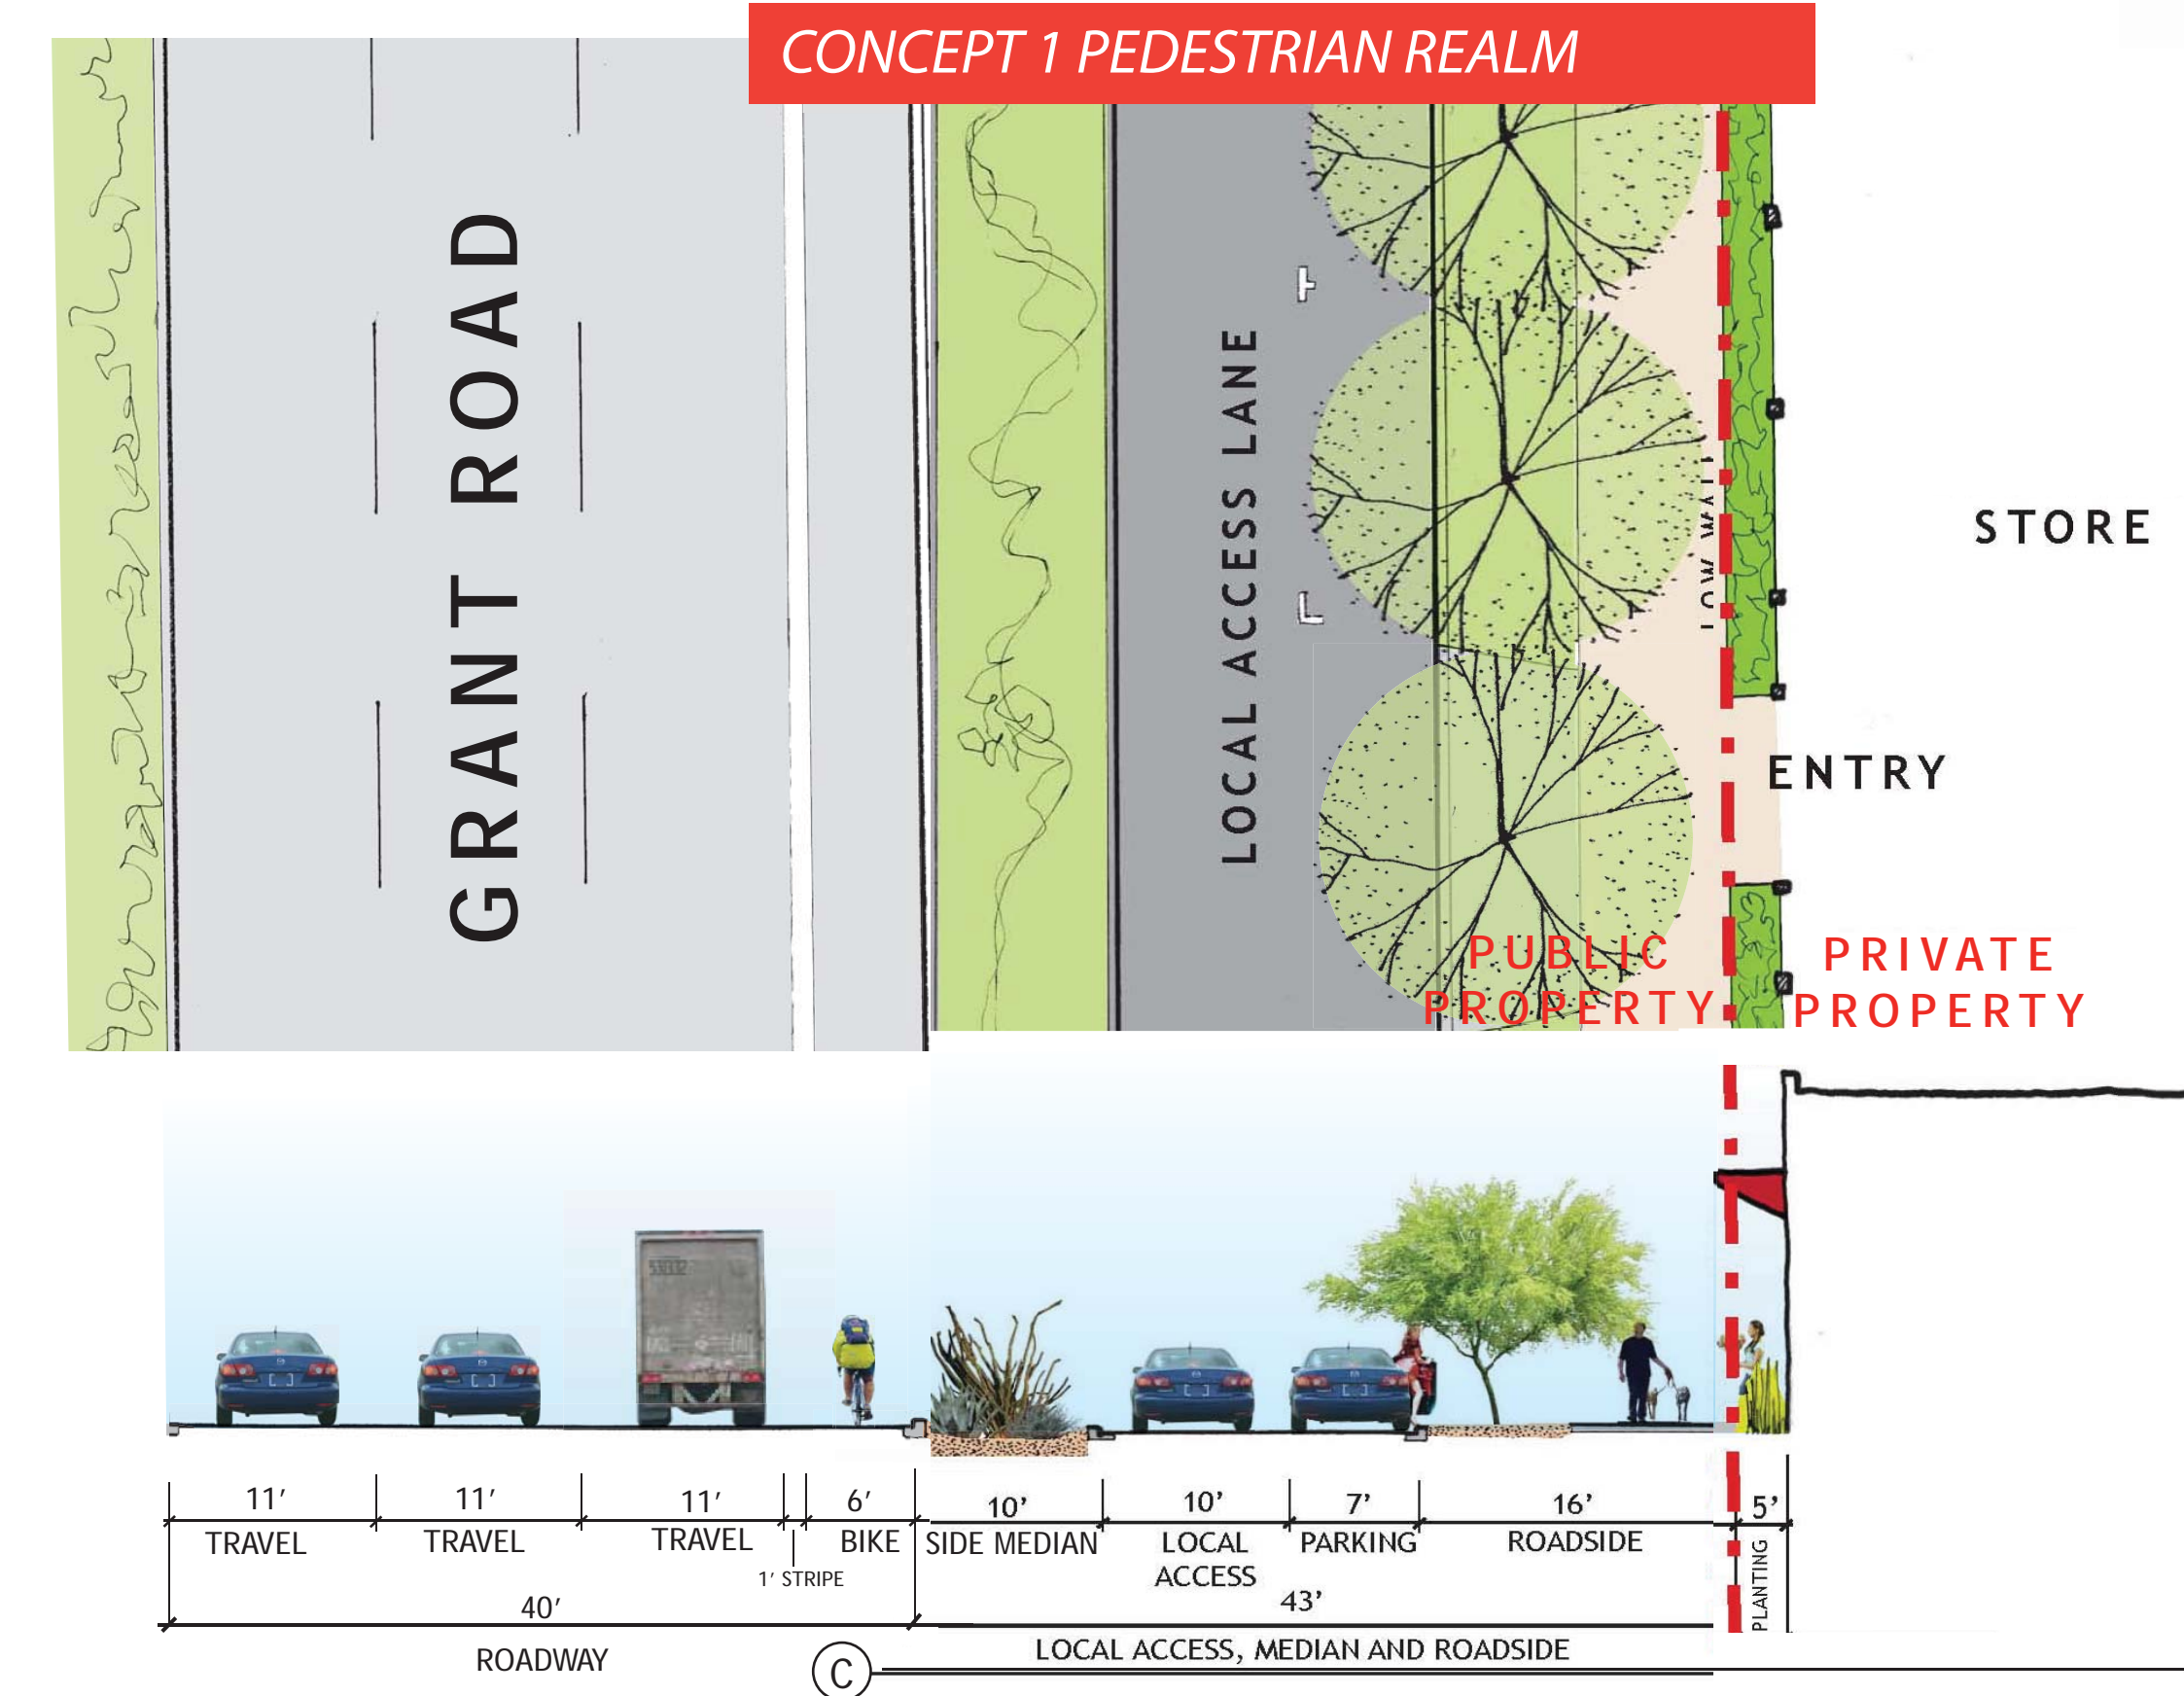 CONCEPT 1 PEDESTRIAN REALM
GRANT ROAD
LOCAL ACCESS LANE
STORE
ENTRY
PUBLIC
PROPERTY
PRIVATE
PROPERTY
11'
11'
11'
6'
10'
10'
7'
16'
5'
TRAVEL
TRAVEL
TRAVEL
BIKE
SIDE MEDIAN
LOCAL
ACCESS
PARKING
ROADSIDE
PLANTING
1' STRIPE
40'
43'
ROADWAY
C
LOCAL ACCESS, MEDIAN AND ROADSIDE